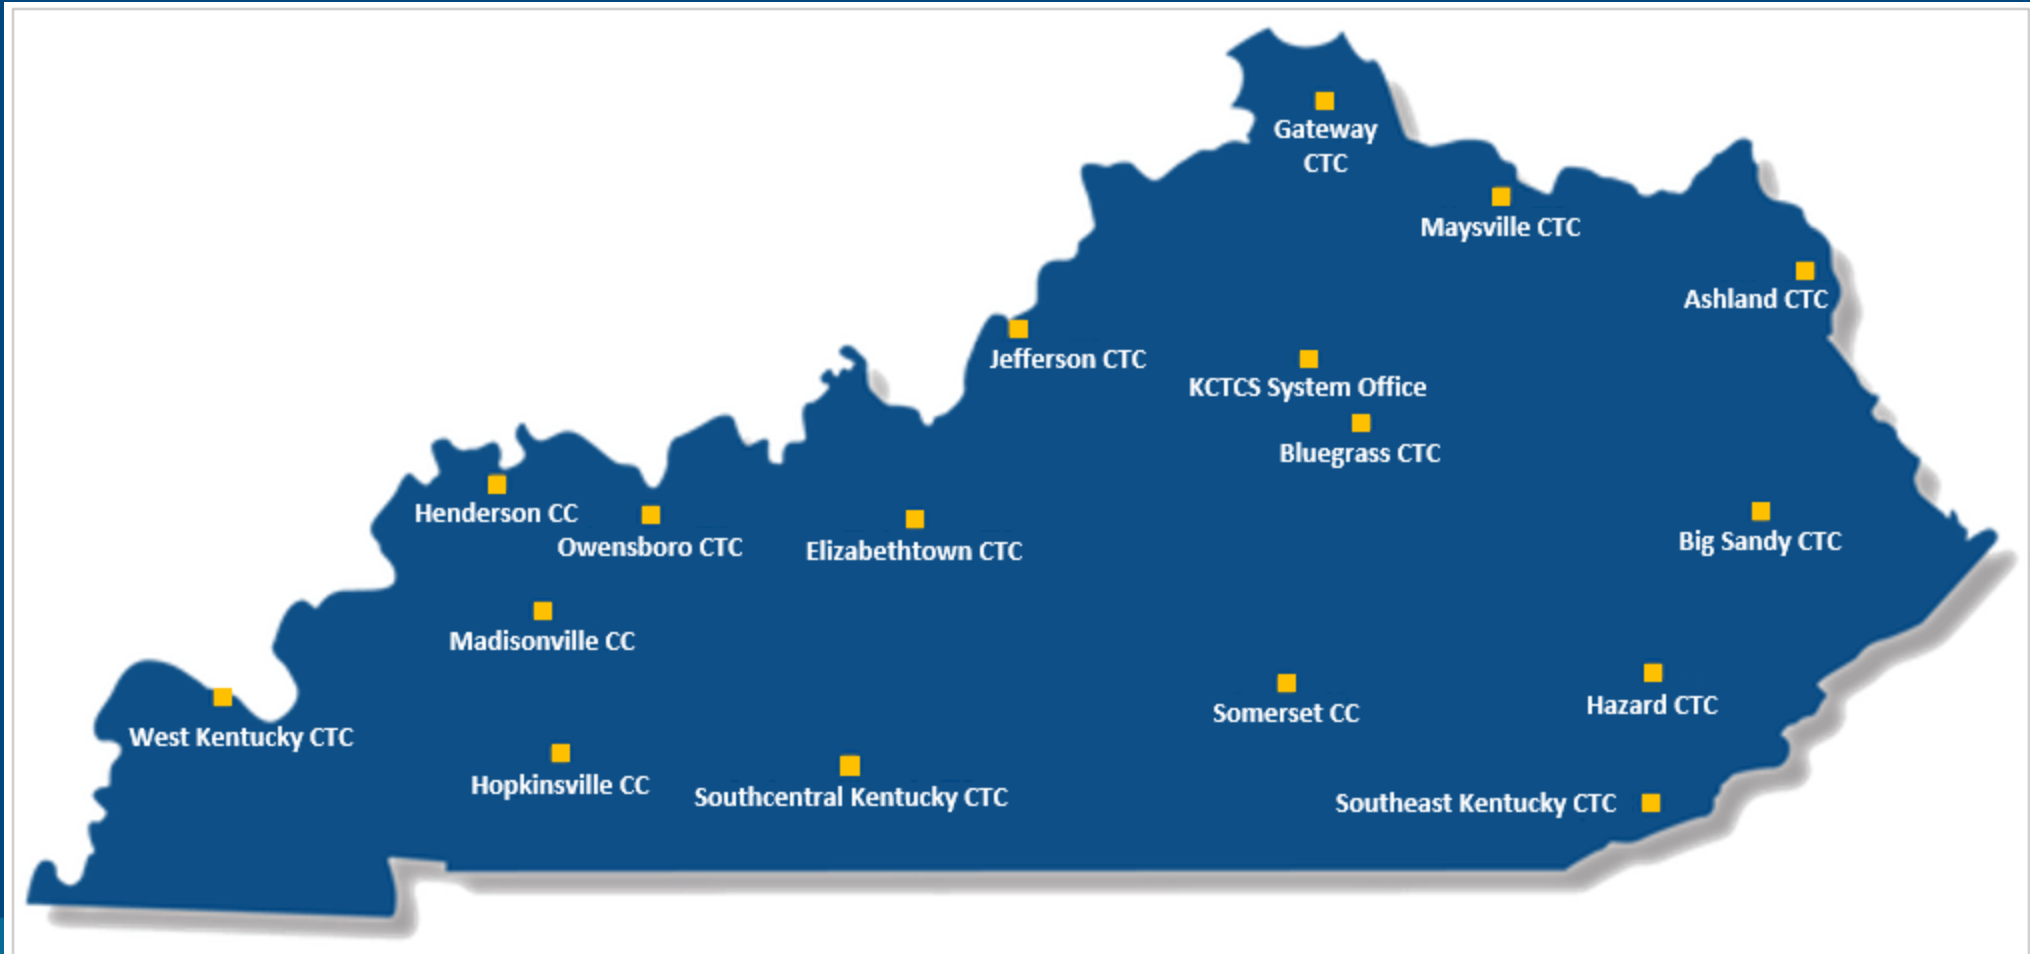 Gateway
CTC
Maysville CTC
Ashland CTC
Jefferson CTC
KCTCS System Office
Bluegrass CTC
Henderson CC
Owensboro CTC
Elizabethtown CTC
Big Sandy CTC
Madisonville CC
West Kentucky CTC
Somerset CC
Hazard CTC
Hopkinsville CC
Southcentral Kentucky CTC
Southeast Kentucky CTC